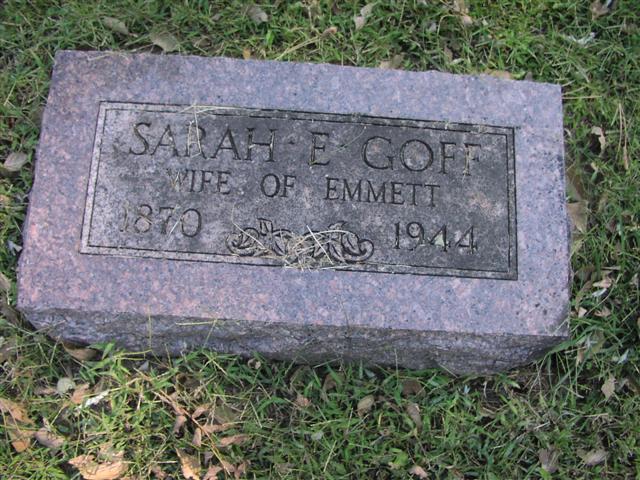 SARAH E GOFF
WIFE OF EMMETT
1870 1944